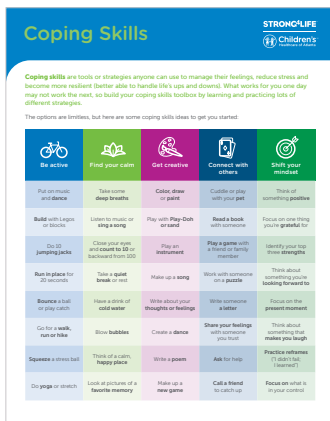 Coping Skills
STRONG4LIFE
Children's
Healthcare of Atlanta
Coping skills are tools or strategies anyone can use to manage their feelings, reduce stress and
become more resilient (better able to handle life's ups and downs). What works for you one day
may not work the next, so build your coping skills toolbox by learning and practicing lots of
different strategies.
The options are limitless, but here are some coping skills ideas to get you started:
Be active
Find your calm
Get creative
Connect with
others
Shift your
mindset
Put on music
and dance
Take some
deep breaths
Color, draw
or paint
Cuddle or play
with your pet
Think of
something positive
Build with Legos
or blocks
Listen to music or
sing a song
Play with Play-Doh
or sand
Read a book
with someone
Focus on one thing
you're grateful for
Do 10
jumping jacks
Close your eyes
and count to 10 or
backward from 100
Play an
instrument
Play a game with
a friend or family
member
Identify your top
three strengths
Run in place for
20 seconds
Take a quiet
break or rest
Make up a song
Work with someone
on a puzzle
Think about
something you're
looking forward to
Bounce a ball
or play catch
Have a drink of
cold water
Write about your
thoughts or feelings
Write someone
a letter
Focus on the
present moment
Go for a walk,
run or hike
Blow bubbles
Create a dance
Share your feelings
with someone
you trust
Think about
something that
makes you laugh
Squeeze a stress ball
Think of a calm,
happy place
Write a poem
Ask for help
Practice reframes
("I didn't fail;
I learned")
Do yoga or stretch
Look at pictures of a
favorite memory
Make up a
new game
Call a friend
to catch up
Focus on what is
in your control